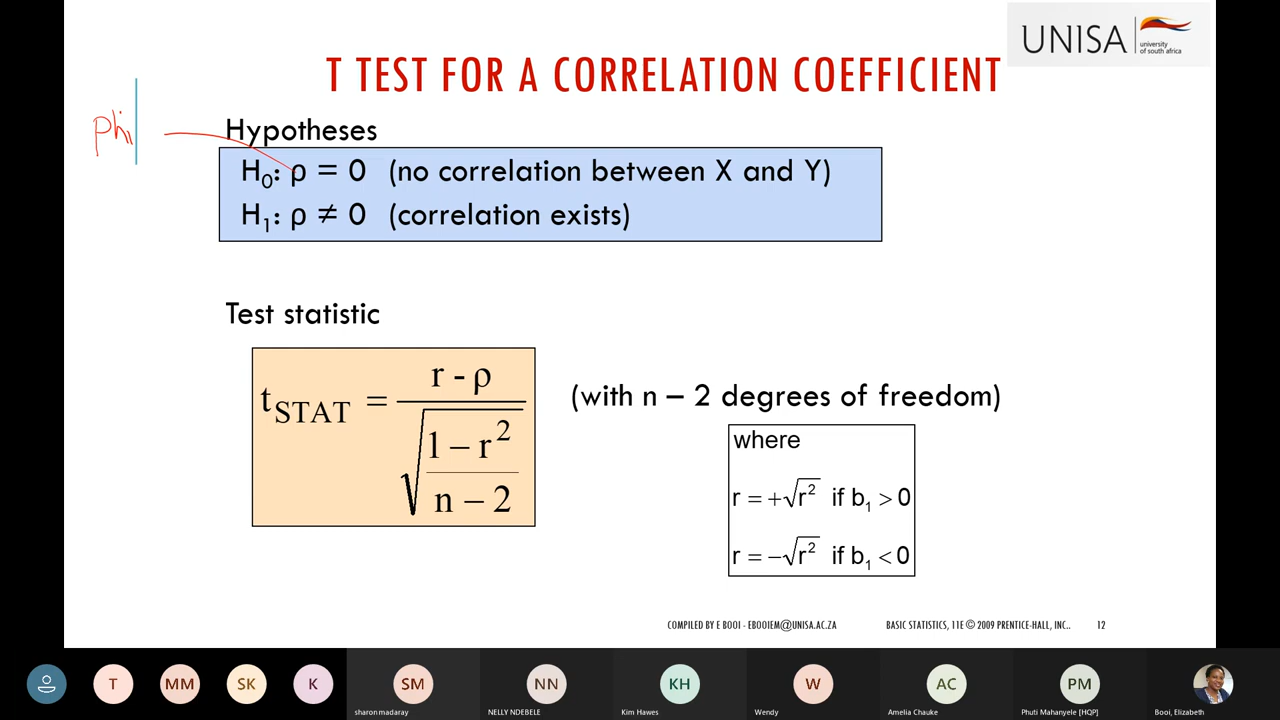 UNISA
university
of south africa
T TEST FOR A CORRELATION COEFFICIENT
phi
Hypotheses
H₀: ρ = 0 (no correlation between X and Y)
H₁: ρ ≠ 0 (correlation exists)
Test statistic
t_STAT = (r - ρ) / √((1 – r²) / (n – 2))
(with n – 2 degrees of freedom)
where
r = +√r² if b₁ > 0
r = –√r² if b₁ < 0
COMPILED BY E BOOI - EBOOIEM@UNISA.AC.ZA
BASIC STATISTICS, 11E © 2009 PRENTICE-HALL, INC..
12
T
MM
SK
K
SM
NN
KH
W
AC
PM
sharon madaray
NELLY NDEBELE
Kim Hawes
Wendy
Amelia Chauke
Phuti Mahanyele [HQP]
Booi, Elizabeth